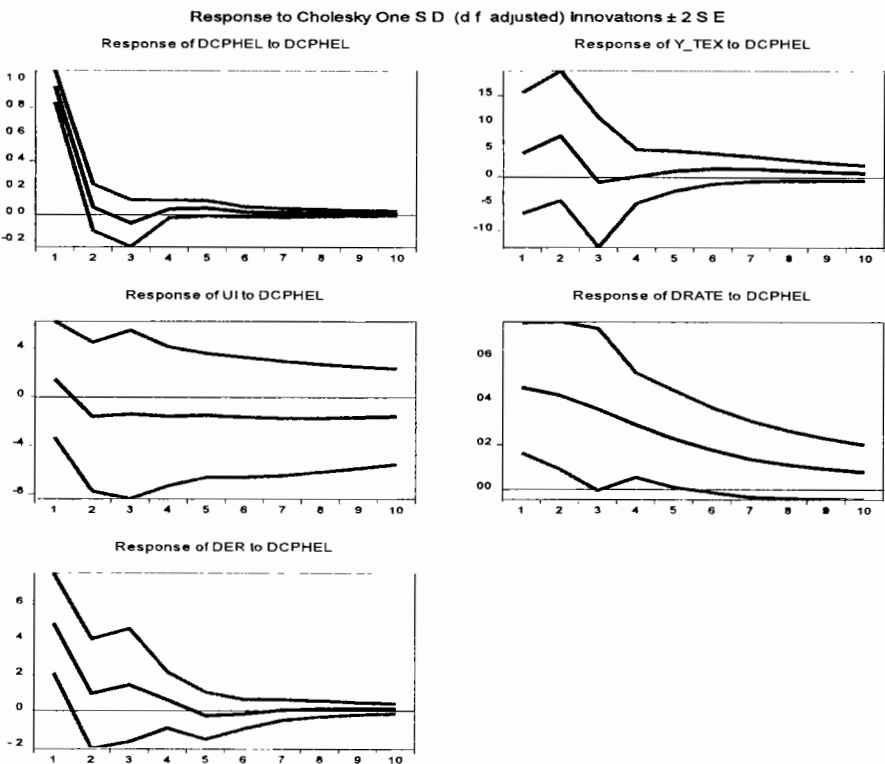 Response to Cholesky One S D (d f adjusted) Innovations ± 2 S E
Response of DCPHEL to DCPHEL
1 0
0 8
0 6
0 4
0 2
0 0
-0 2
1 2 3 4 5 6 7 8 9 10
Response of Y_TEX to DCPHEL
15
10
5
0
-5
-10
1 2 3 4 5 6 7 8 9 10
Response of UI to DCPHEL
4
0
-4
-8
1 2 3 4 5 6 7 8 9 10
Response of DRATE to DCPHEL
06
04
02
00
1 2 3 4 5 6 7 8 9 10
Response of DER to DCPHEL
6
4
2
0
-2
1 2 3 4 5 6 7 8 9 10